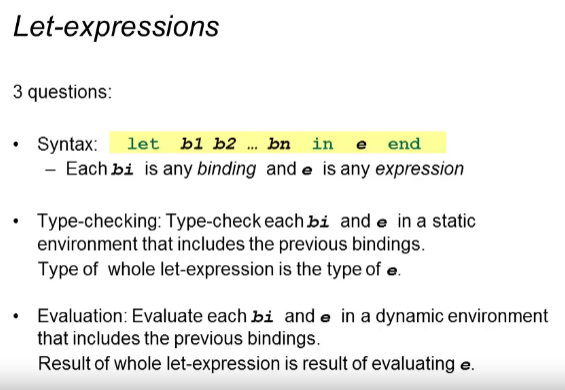 Let-expressions
3 questions:
• Syntax: let b1 b2 … bn in e end
– Each bi is any binding and e is any expression
• Type-checking: Type-check each bi and e in a static
environment that includes the previous bindings.
Type of whole let-expression is the type of e.
• Evaluation: Evaluate each bi and e in a dynamic environment
that includes the previous bindings.
Result of whole let-expression is result of evaluating e.